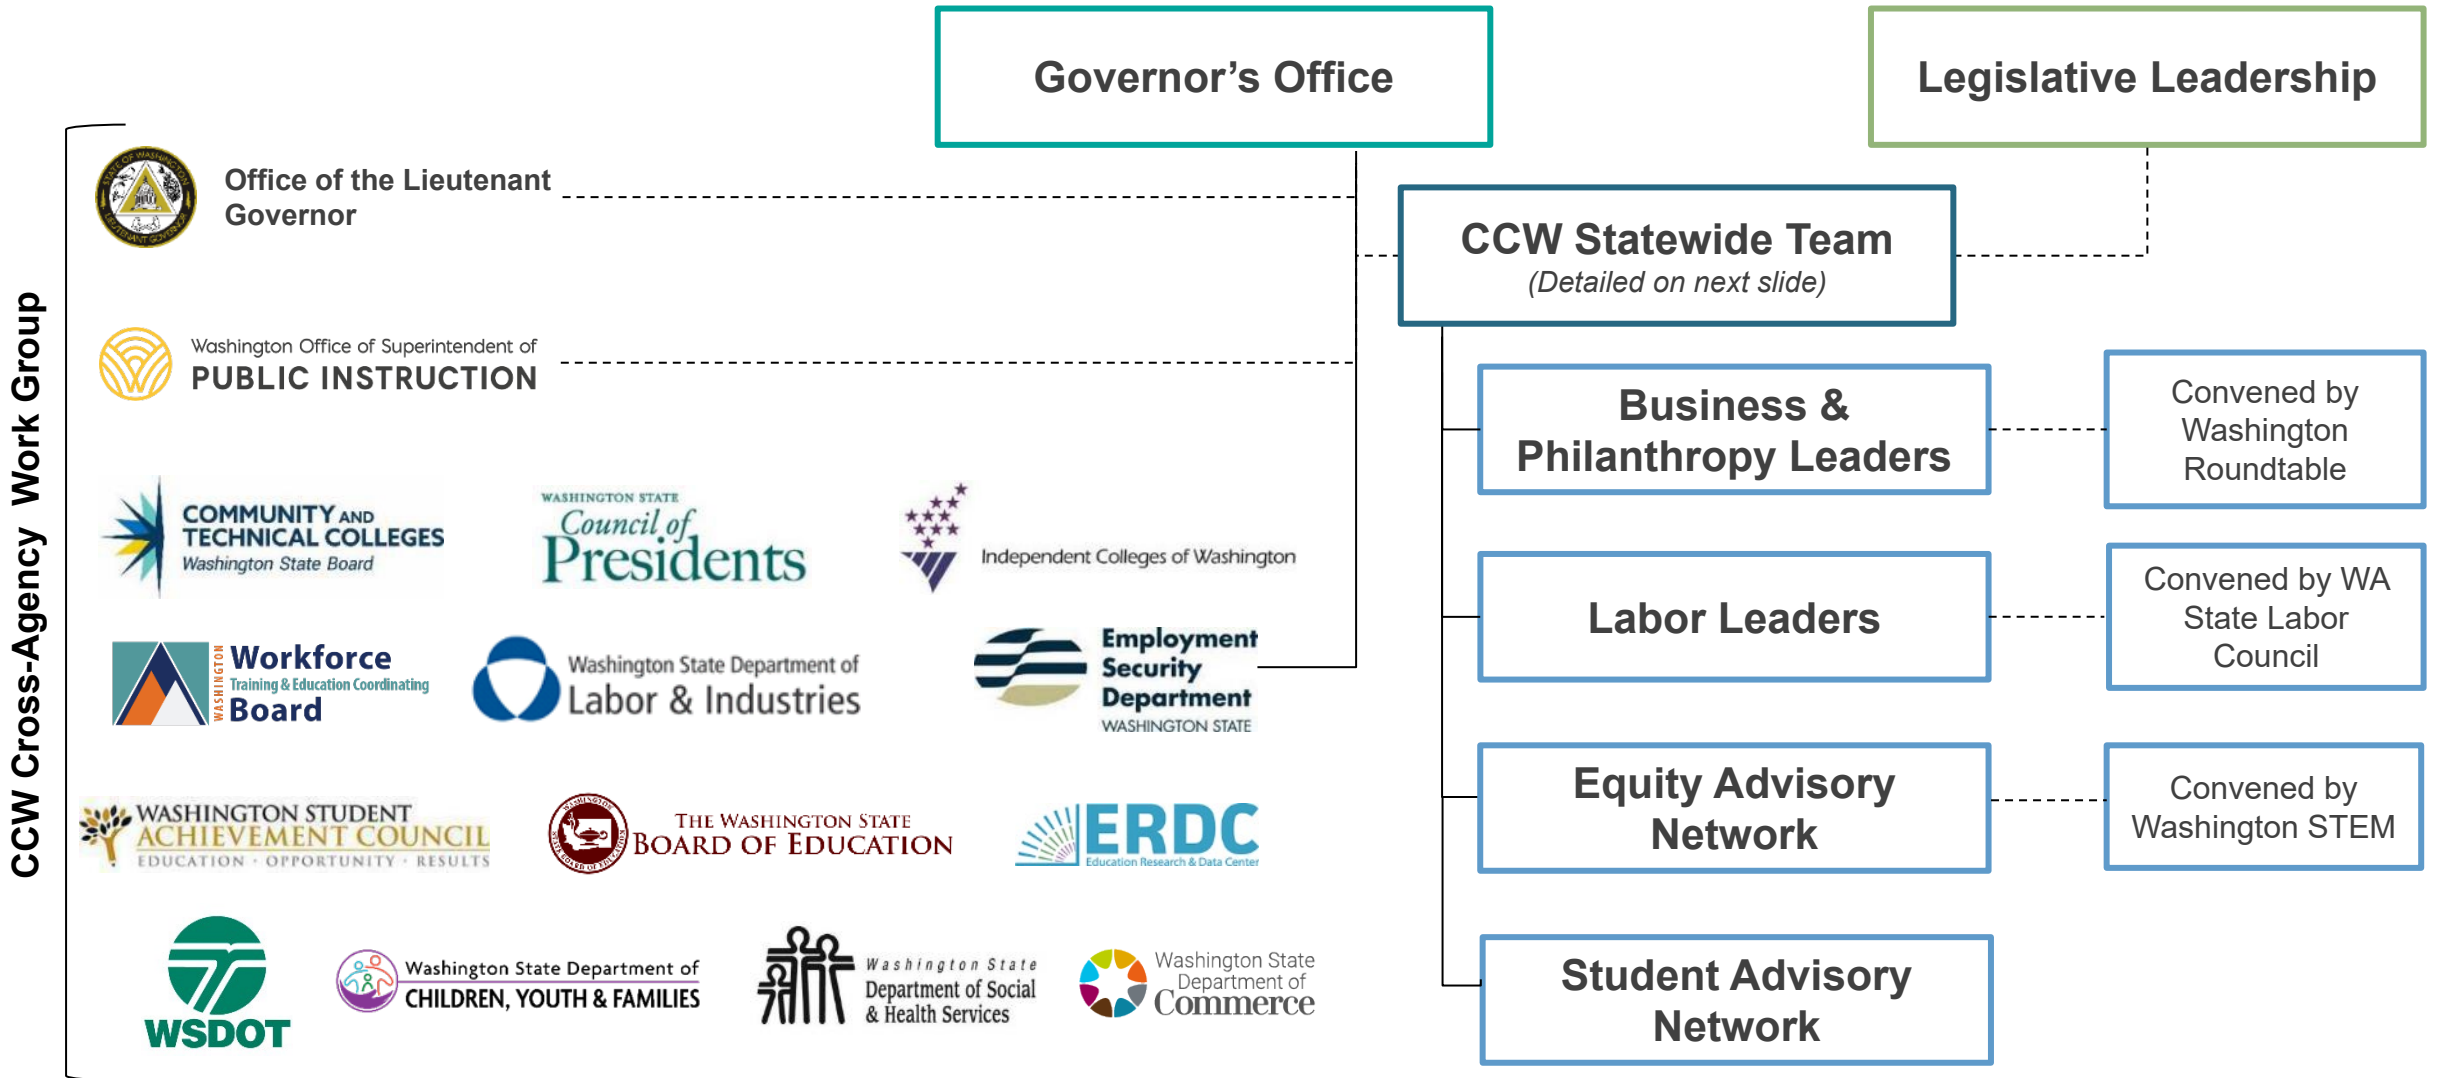 Governor's Office
Legislative Leadership
CCW Cross-Agency Work Group
Office of the Lieutenant
Governor
CCW Statewide Team
(Detailed on next slide)
Washington Office of Superintendent of
PUBLIC INSTRUCTION
Business &
Philanthropy Leaders
Convened by
Washington
Roundtable
COMMUNITY AND
TECHNICAL COLLEGES
Washington State Board
WASHINGTON STATE
Council of
Presidents
Independent Colleges of Washington
Labor Leaders
Convened by WA
State Labor
Council
WASHINGTON
Workforce
Training & Education Coordinating
Board
Washington State Department of
Labor & Industries
Employment
Security
Department
WASHINGTON STATE
Equity Advisory
Network
Convened by
Washington STEM
WASHINGTON STUDENT
ACHIEVEMENT COUNCIL
EDUCATION · OPPORTUNITY · RESULTS
THE WASHINGTON STATE
BOARD OF EDUCATION
ERDC
Education Research & Data Center
WSDOT
Washington State Department of
CHILDREN, YOUTH & FAMILIES
Washington State
Department of Social
& Health Services
Washington State
Department of
Commerce
Student Advisory
Network